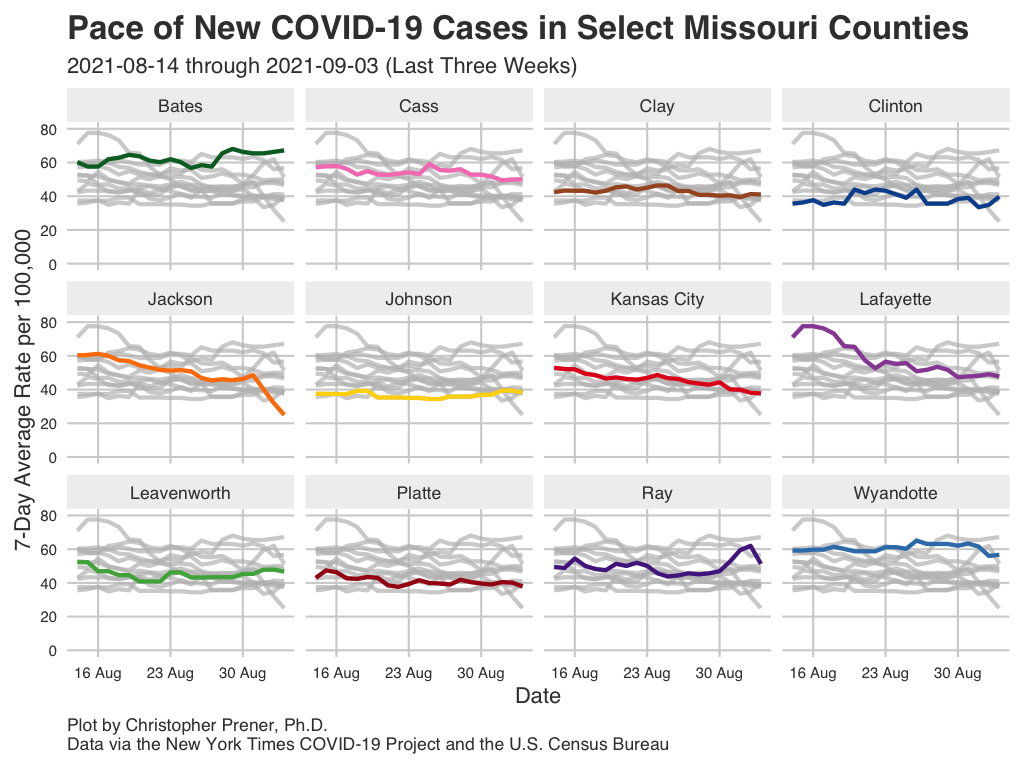 Pace of New COVID-19 Cases in Select Missouri Counties
2021-08-14 through 2021-09-03 (Last Three Weeks)
7-Day Average Rate per 100,000
Bates Cass Clay Clinton
80
60
40
20
0
Jackson Johnson Kansas City Lafayette
80
60
40
20
0
Leavenworth Platte Ray Wyandotte
80
60
40
20
0
16 Aug 23 Aug 30 Aug 16 Aug 23 Aug 30 Aug 16 Aug 23 Aug 30 Aug 16 Aug 23 Aug 30 Aug
Date
Plot by Christopher Prener, Ph.D.
Data via the New York Times COVID-19 Project and the U.S. Census Bureau